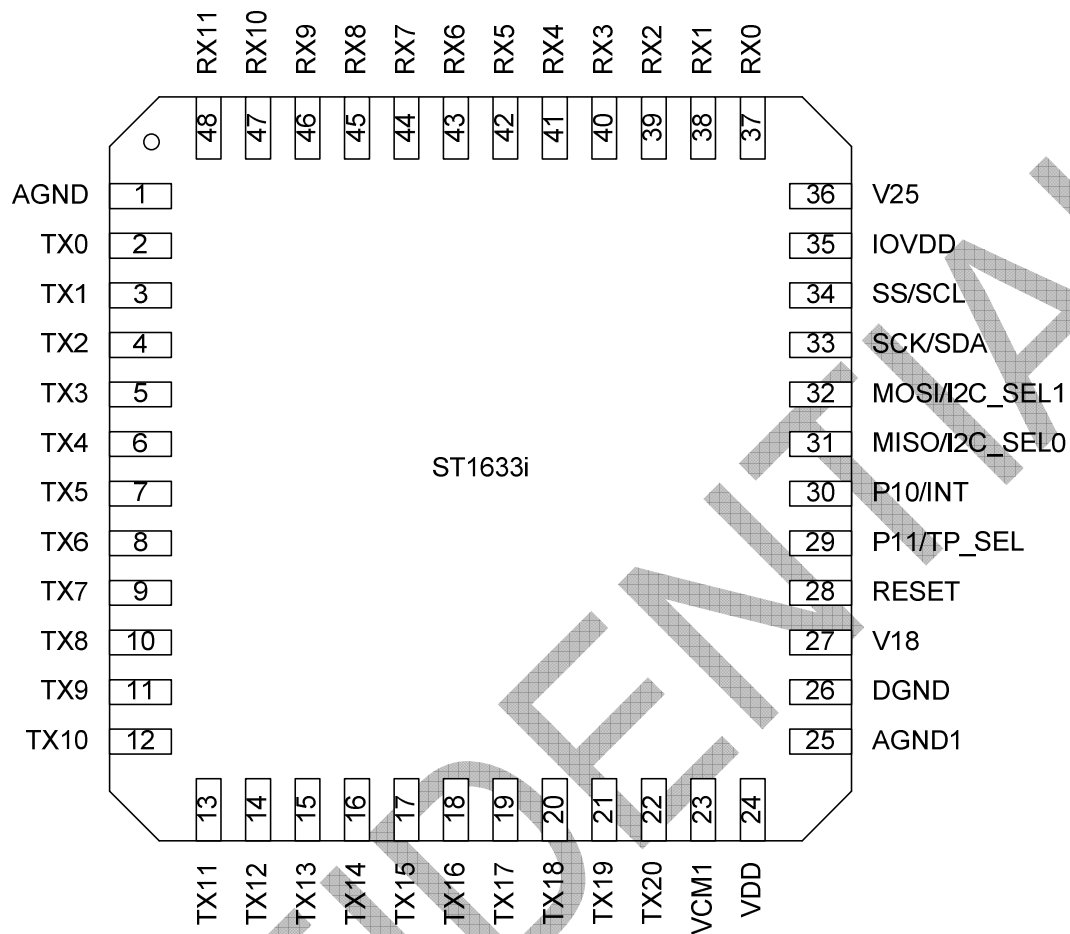 RX11 RX10 RX9 RX8 RX7 RX6 RX5 RX4 RX3 RX2 RX1 RX0
48 47 46 45 44 43 42 41 40 39 38 37
AGND 1 36 V25
TX0 2 35 IOVDD
TX1 3 34 SS/SCL
TX2 4 33 SCK/SDA
TX3 5 32 MOSI/I2C_SEL1
TX4 6 31 MISO/I2C_SEL0
ST1633i
TX5 7 30 P10/INT
TX6 8 29 P11/TP_SEL
TX7 9 28 RESET
TX8 10 27 V18
TX9 11 26 DGND
TX10 12 25 AGND1
13 14 15 16 17 18 19 20 21 22 23 24
TX11 TX12 TX13 TX14 TX15 TX16 TX17 TX18 TX19 TX20 VCM1 VDD